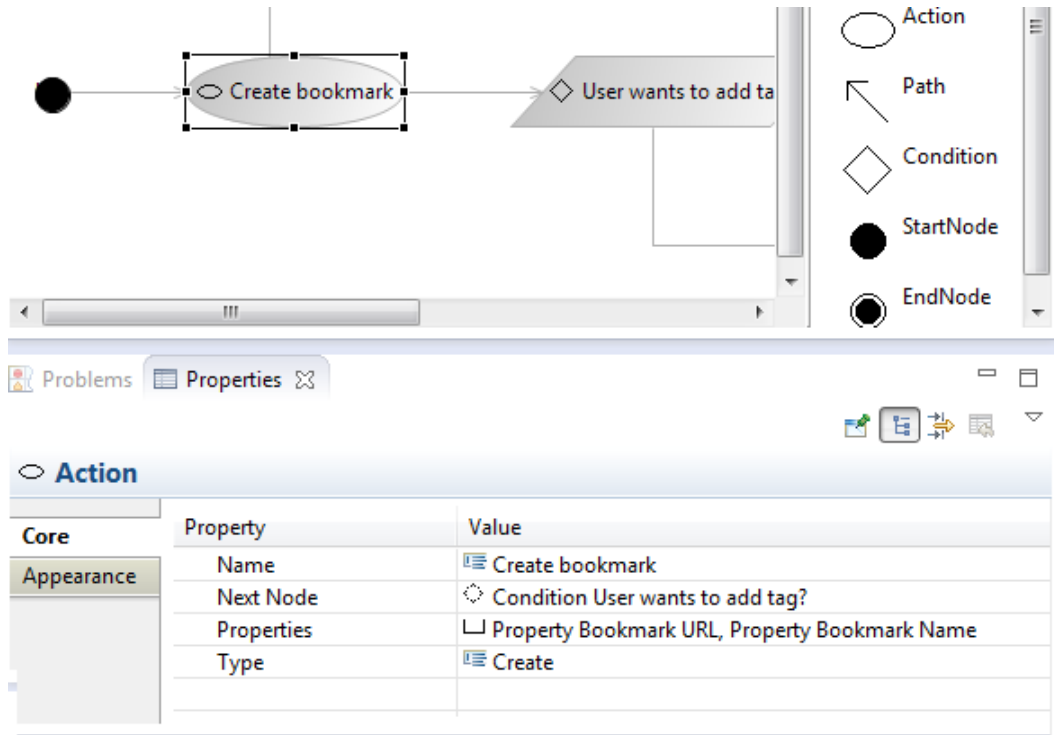 Action
Create bookmark
User wants to add ta
Path
Condition
StartNode
EndNode
Problems
Properties
Action
Core
Appearance
Property Value
Name Create bookmark
Next Node Condition User wants to add tag?
Properties Property Bookmark URL, Property Bookmark Name
Type Create